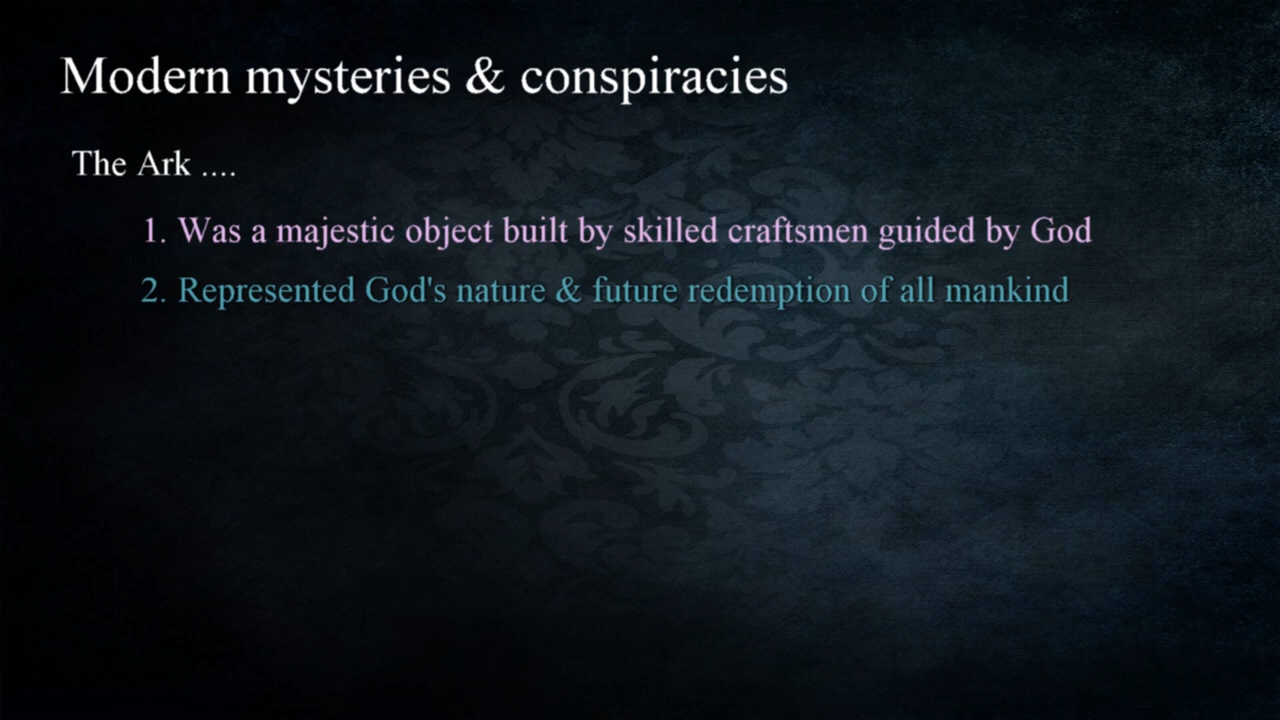 Modern mysteries & conspiracies
The Ark ....
1. Was a majestic object built by skilled craftsmen guided by God
2. Represented God's nature & future redemption of all mankind